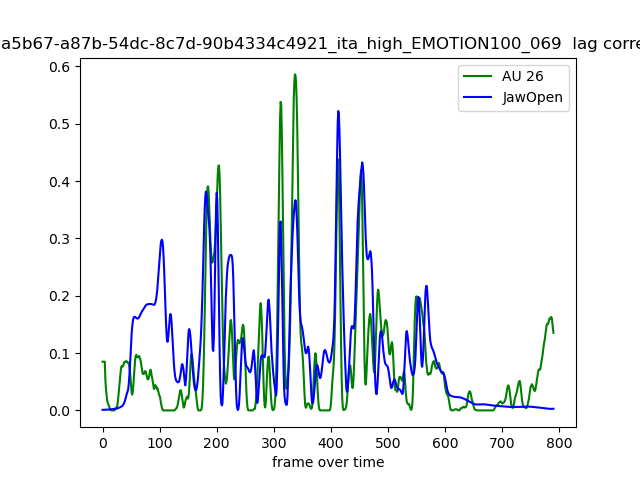 a5b67-a87b-54dc-8c7d-90b4334c4921_ita_high_EMOTION100_069 lag corre
AU 26
JawOpen
0.6
0.5
0.4
0.3
0.2
0.1
0.0
0 100 200 300 400 500 600 700 800
frame over time